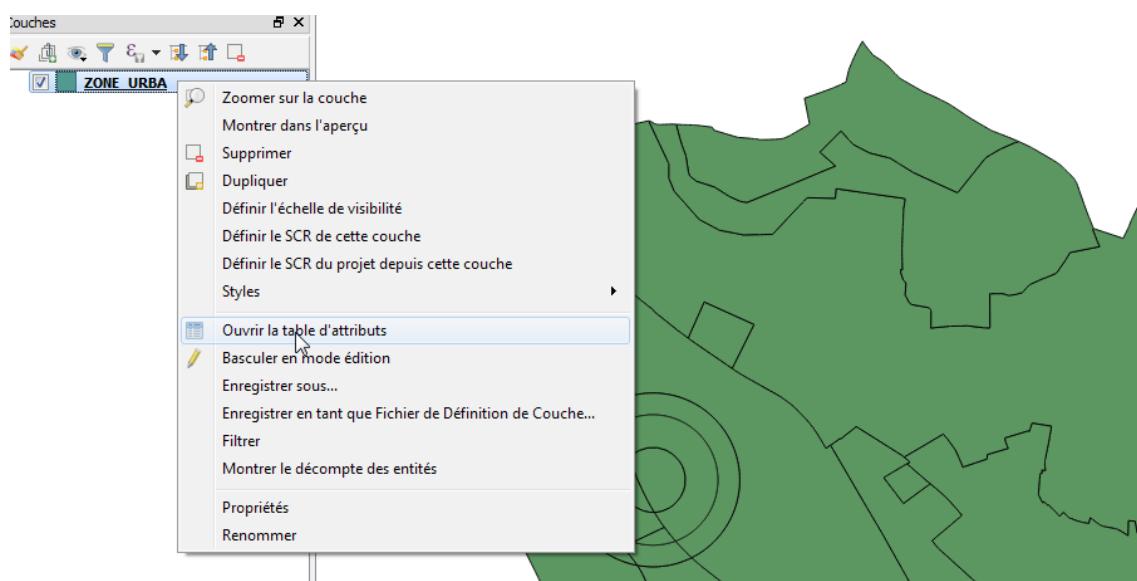 Couches
ZONE_URBA
Zoomer sur la couche
Montrer dans l'aperçu
Supprimer
Dupliquer
Définir l'échelle de visibilité
Définir le SCR de cette couche
Définir le SCR du projet depuis cette couche
Styles
Ouvrir la table d'attributs
Basculer en mode édition
Enregistrer sous...
Enregistrer en tant que Fichier de Définition de Couche...
Filtrer
Montrer le décompte des entités
Propriétés
Renommer